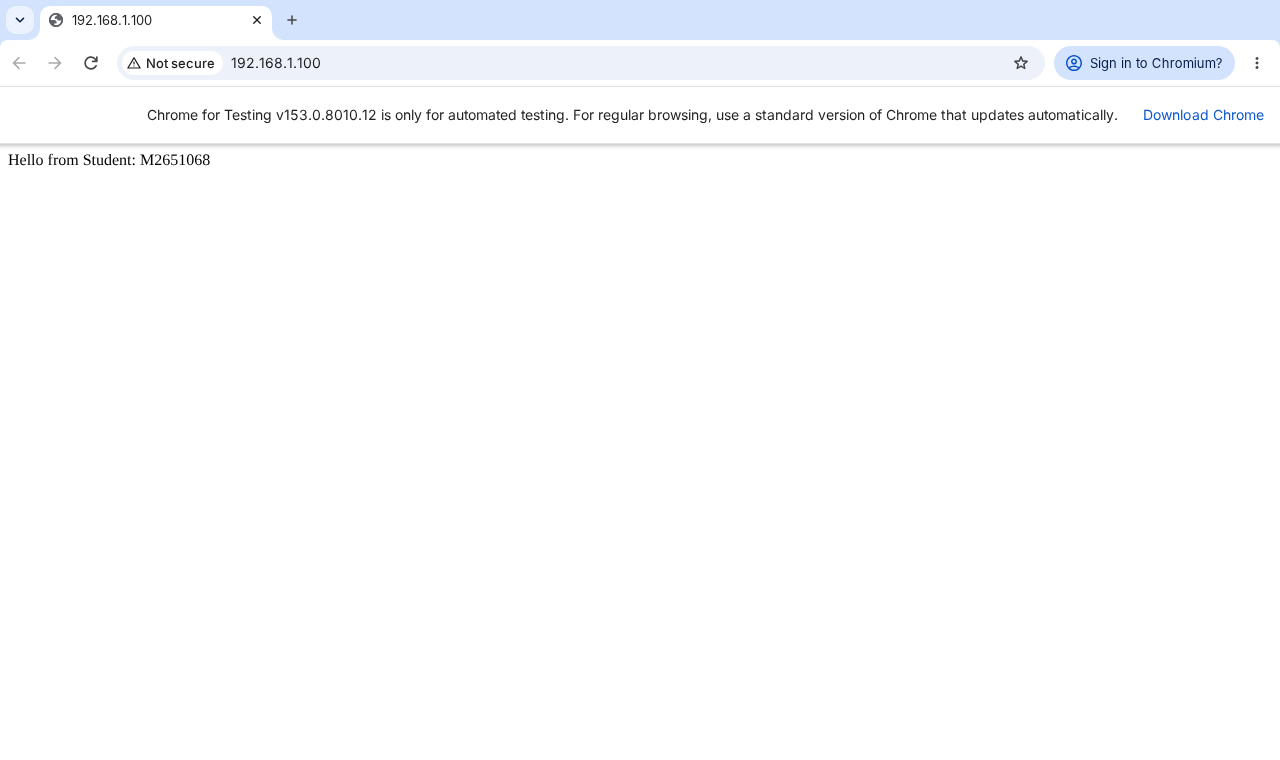 192.168.1.100
Not secure
192.168.1.100
Sign in to Chromium?
Chrome for Testing v153.0.8010.12 is only for automated testing. For regular browsing, use a standard version of Chrome that updates automatically.
Download Chrome
Hello from Student: M2651068